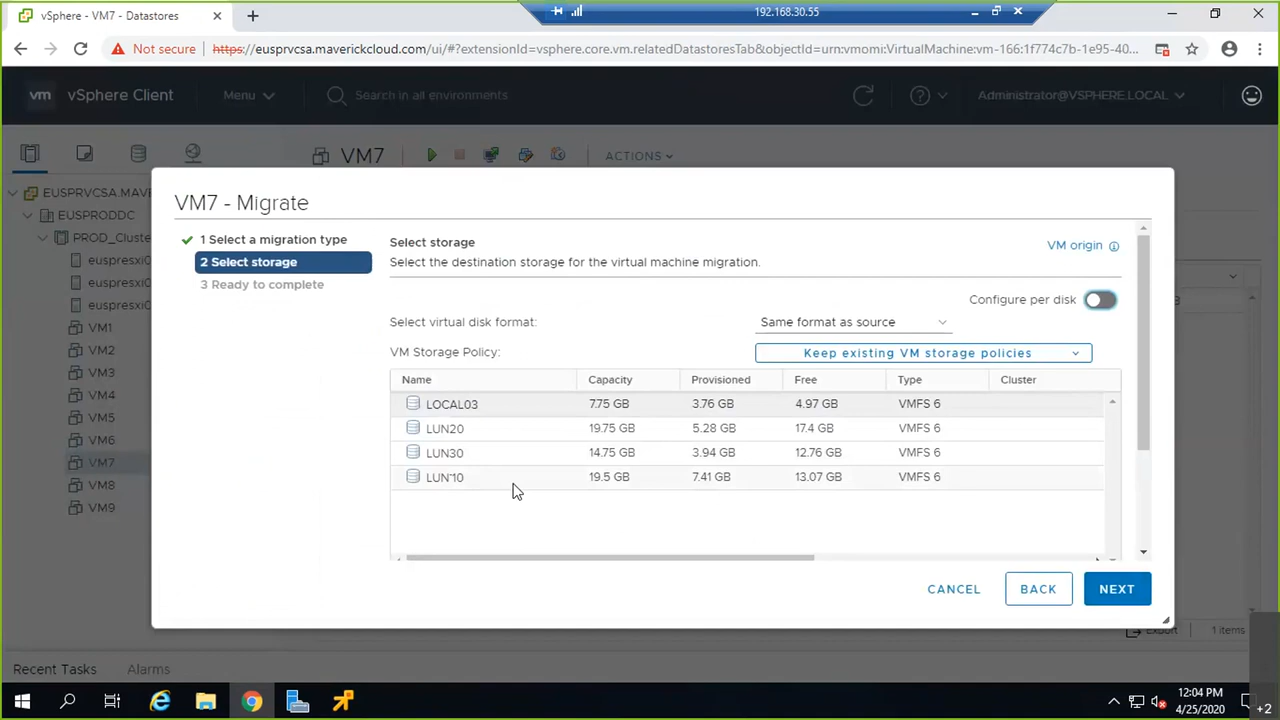 vSphere - VM7 - Datastores
192.168.30.55
Not secure https://eusprvcsa.maverickcloud.com/ui/#?extensionId=vsphere.core.vm.relatedDatastoresTab&objectId=urn:vmomi:VirtualMachine:vm-166:1f774c7b-1e95-40...
vm vSphere Client Menu Search in all environments Administrator@VSPHERE.LOCAL
VM7 ACTIONS
EUSPRVCSA.MAVE
EUSPRODDC
PROD_Cluste
euspresxi0
euspresxi0
euspresxi0
VM1
VM2
VM3
VM4
VM5
VM6
VM7
VM8
VM9
VM7 - Migrate
1 Select a migration type
2 Select storage
3 Ready to complete
Select storage
VM origin
Select the destination storage for the virtual machine migration.
Configure per disk
Select virtual disk format: Same format as source
VM Storage Policy: Keep existing VM storage policies
Name Capacity Provisioned Free Type Cluster
LOCAL03 7.75 GB 3.76 GB 4.97 GB VMFS 6
LUN20 19.75 GB 5.28 GB 17.4 GB VMFS 6
LUN30 14.75 GB 3.94 GB 12.76 GB VMFS 6
LUN'10 19.5 GB 7.41 GB 13.07 GB VMFS 6
CANCEL BACK NEXT
Export 1 items
Recent Tasks Alarms
12:04 PM
4/25/2020
+2